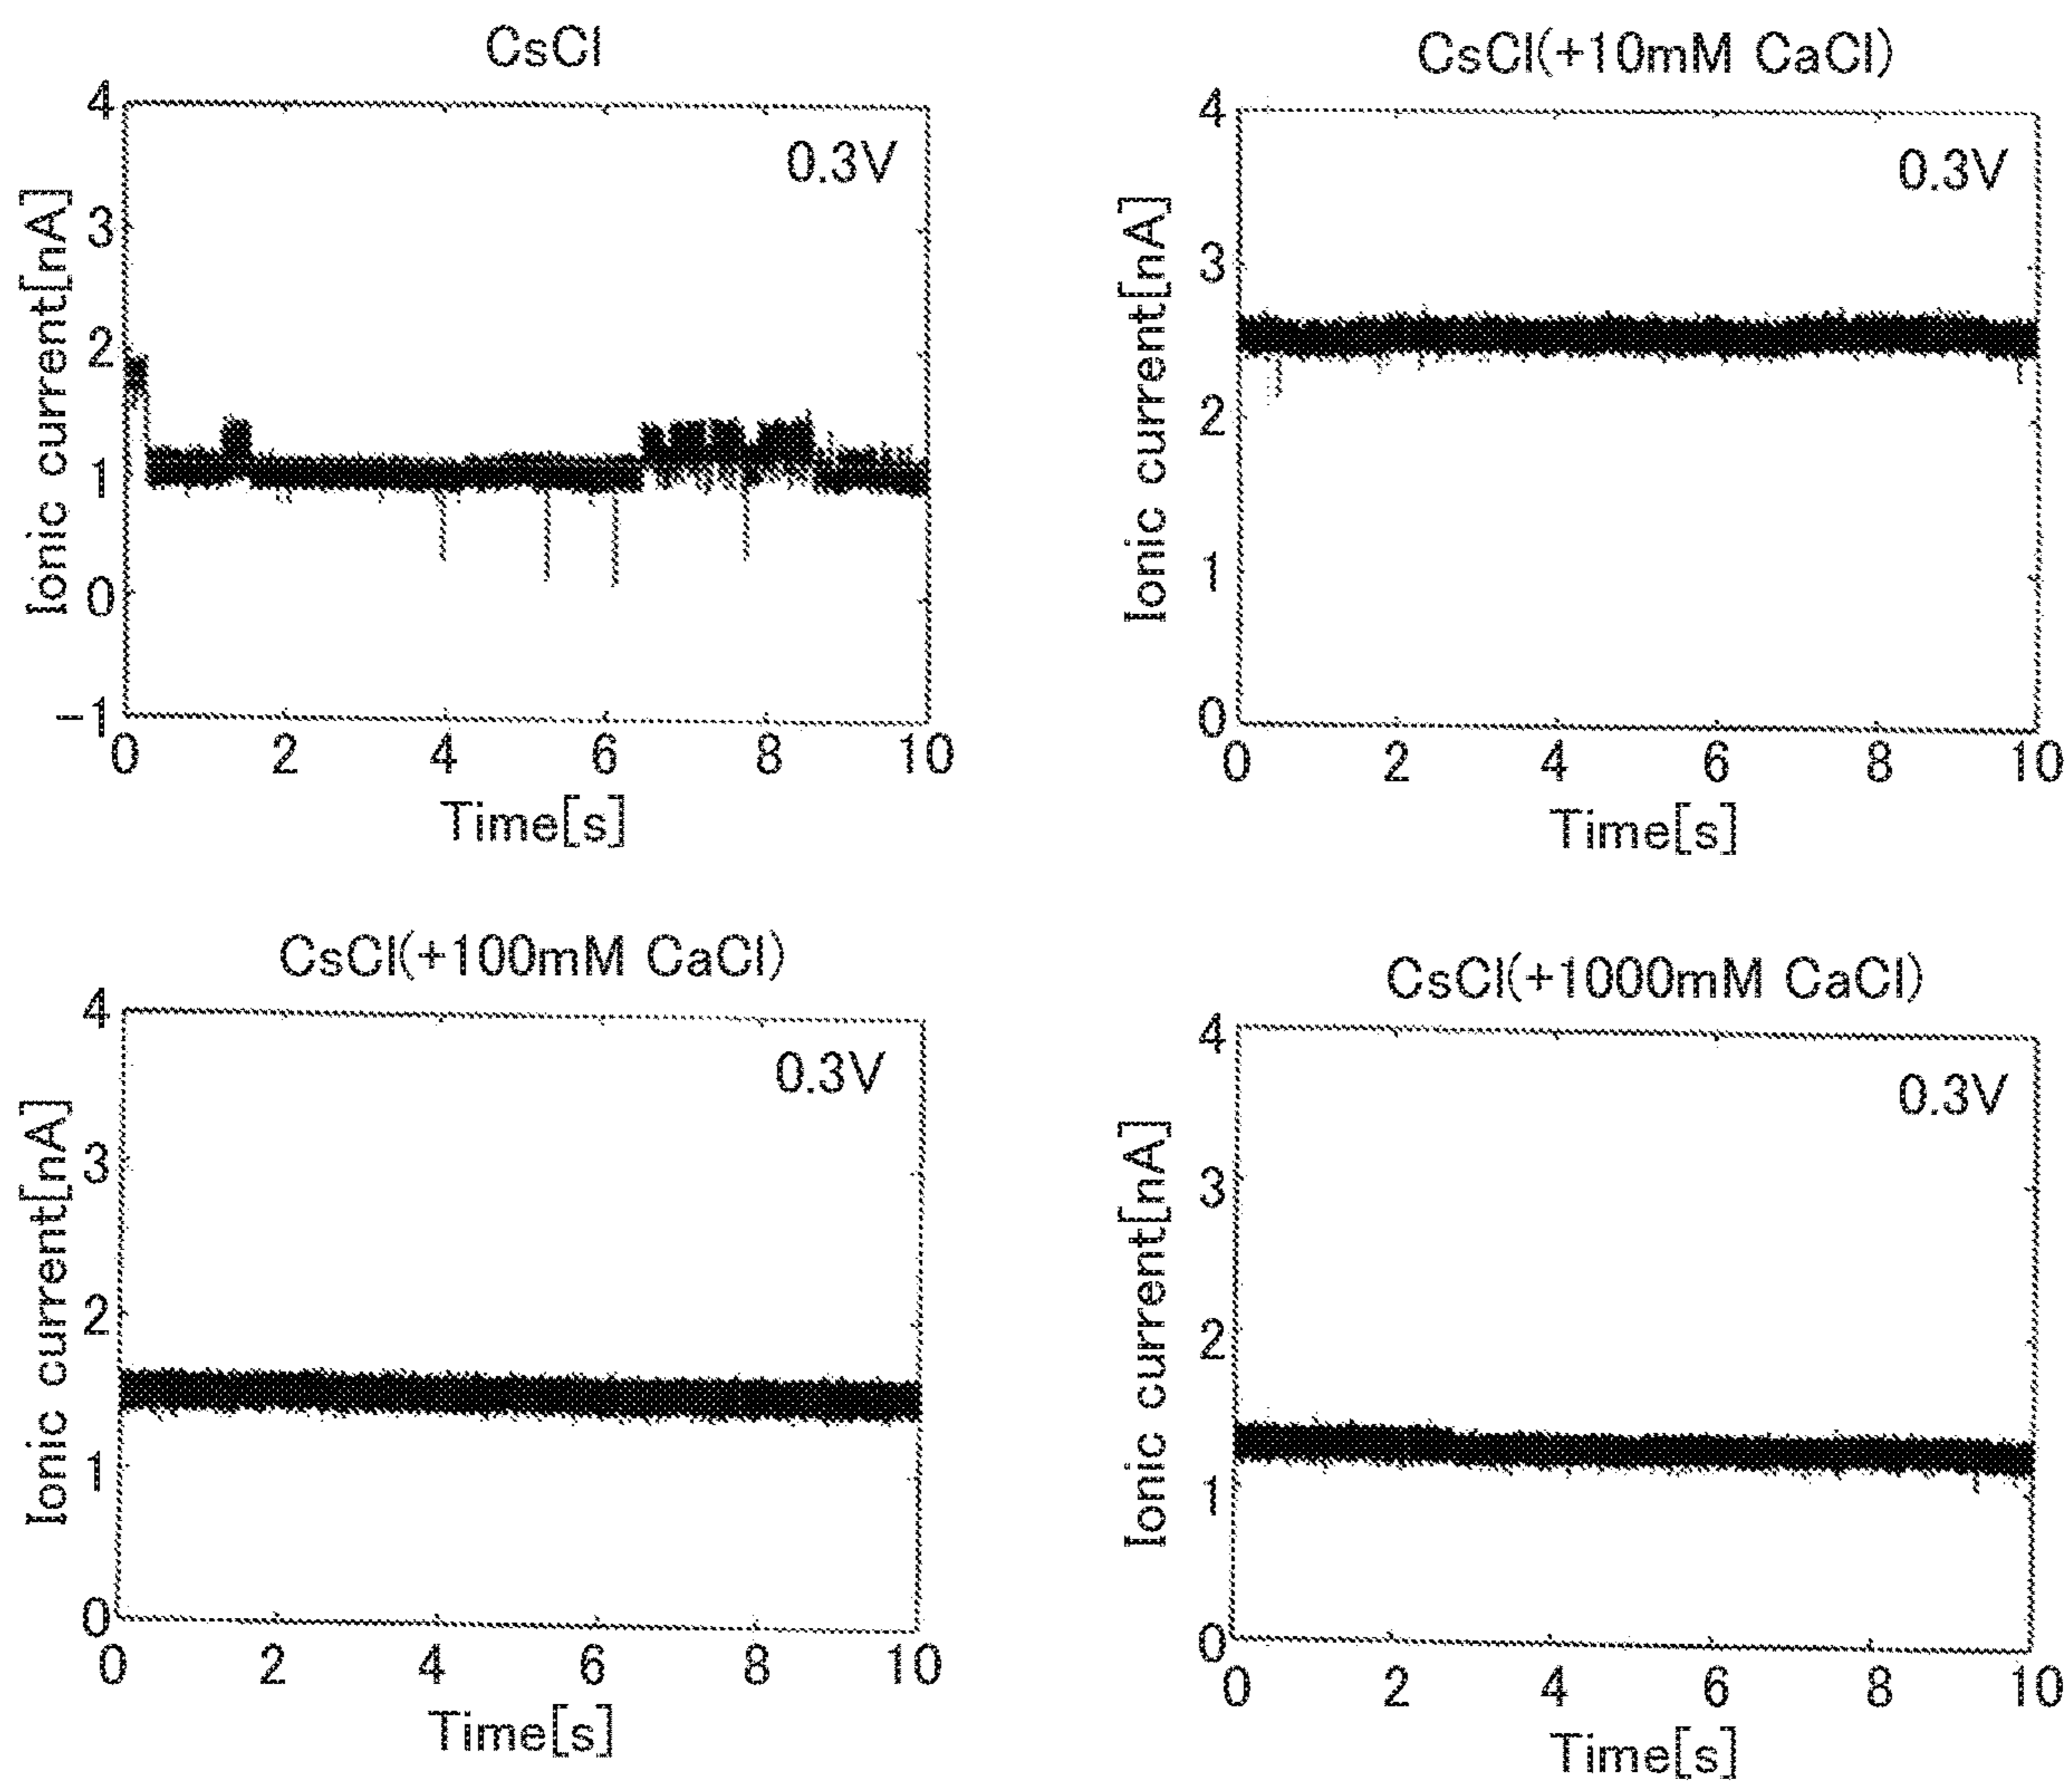 CsCl
4
3
2
1
0
-1
0.3V
Ionic current[nA]
0 2 4 6 8 10
Time[s]
CsCl(+10mM CaCl)
4
3
2
1
0
0.3V
Ionic current[nA]
0 2 4 6 8 10
Time[s]
CsCl(+100mM CaCl)
4
3
2
1
0
0.3V
Ionic current[nA]
0 2 4 6 8 10
Time[s]
CsCl(+1000mM CaCl)
4
3
2
1
0
0.3V
Ionic current[nA]
0 2 4 6 8 10
Time[s]